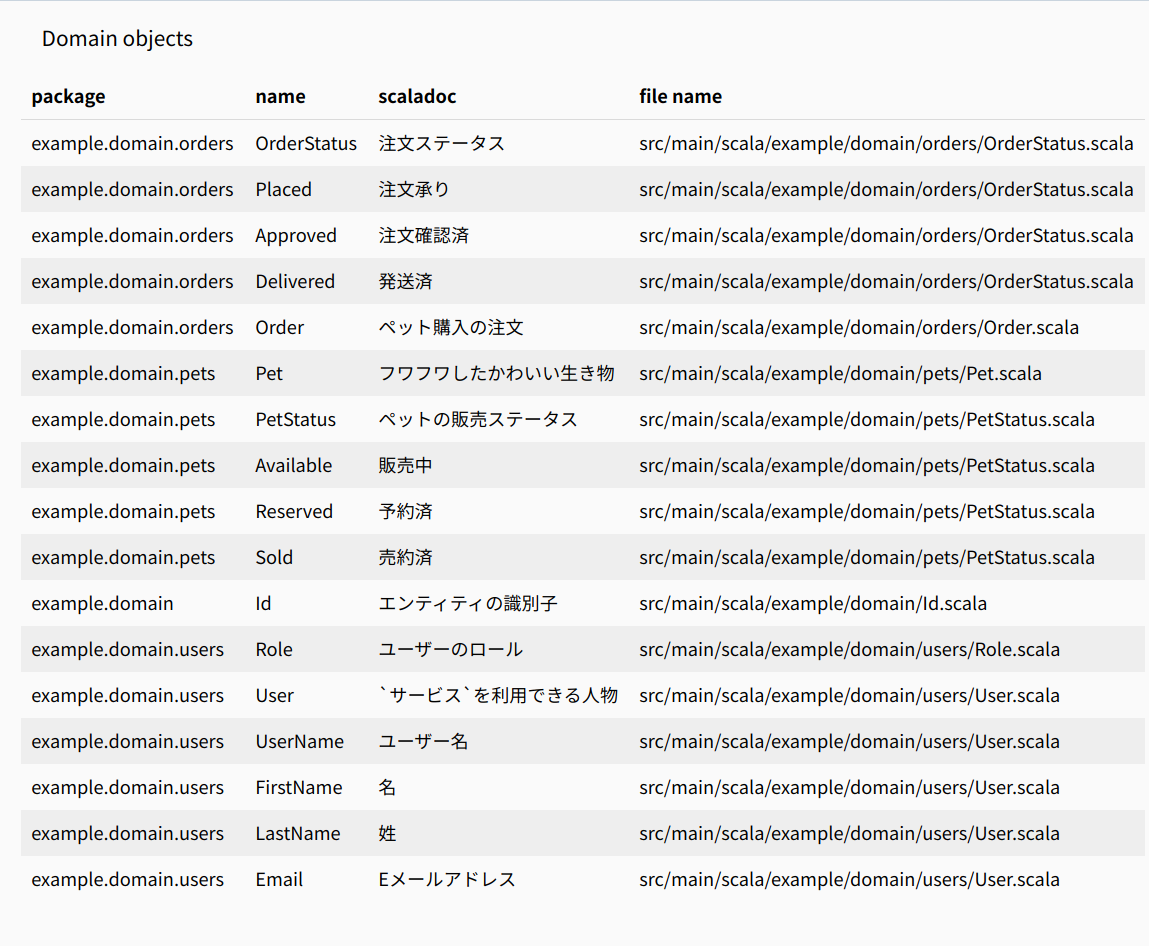 Domain objects
package name scaladoc file name
example.domain.orders OrderStatus 注文ステータス src/main/scala/example/domain/orders/OrderStatus.scala
example.domain.orders Placed 注文承り src/main/scala/example/domain/orders/OrderStatus.scala
example.domain.orders Approved 注文確認済 src/main/scala/example/domain/orders/OrderStatus.scala
example.domain.orders Delivered 発送済 src/main/scala/example/domain/orders/OrderStatus.scala
example.domain.orders Order ペット購入の注文 src/main/scala/example/domain/orders/Order.scala
example.domain.pets Pet フワフワしたかわいい生き物 src/main/scala/example/domain/pets/Pet.scala
example.domain.pets PetStatus ペットの販売ステータス src/main/scala/example/domain/pets/PetStatus.scala
example.domain.pets Available 販売中 src/main/scala/example/domain/pets/PetStatus.scala
example.domain.pets Reserved 予約済 src/main/scala/example/domain/pets/PetStatus.scala
example.domain.pets Sold 売約済 src/main/scala/example/domain/pets/PetStatus.scala
example.domain Id エンティティの識別子 src/main/scala/example/domain/Id.scala
example.domain.users Role ユーザーのロール src/main/scala/example/domain/users/Role.scala
example.domain.users User `サービス`を利用できる人物 src/main/scala/example/domain/users/User.scala
example.domain.users UserName ユーザー名 src/main/scala/example/domain/users/User.scala
example.domain.users FirstName 名 src/main/scala/example/domain/users/User.scala
example.domain.users LastName 姓 src/main/scala/example/domain/users/User.scala
example.domain.users Email Eメールアドレス src/main/scala/example/domain/users/User.scala